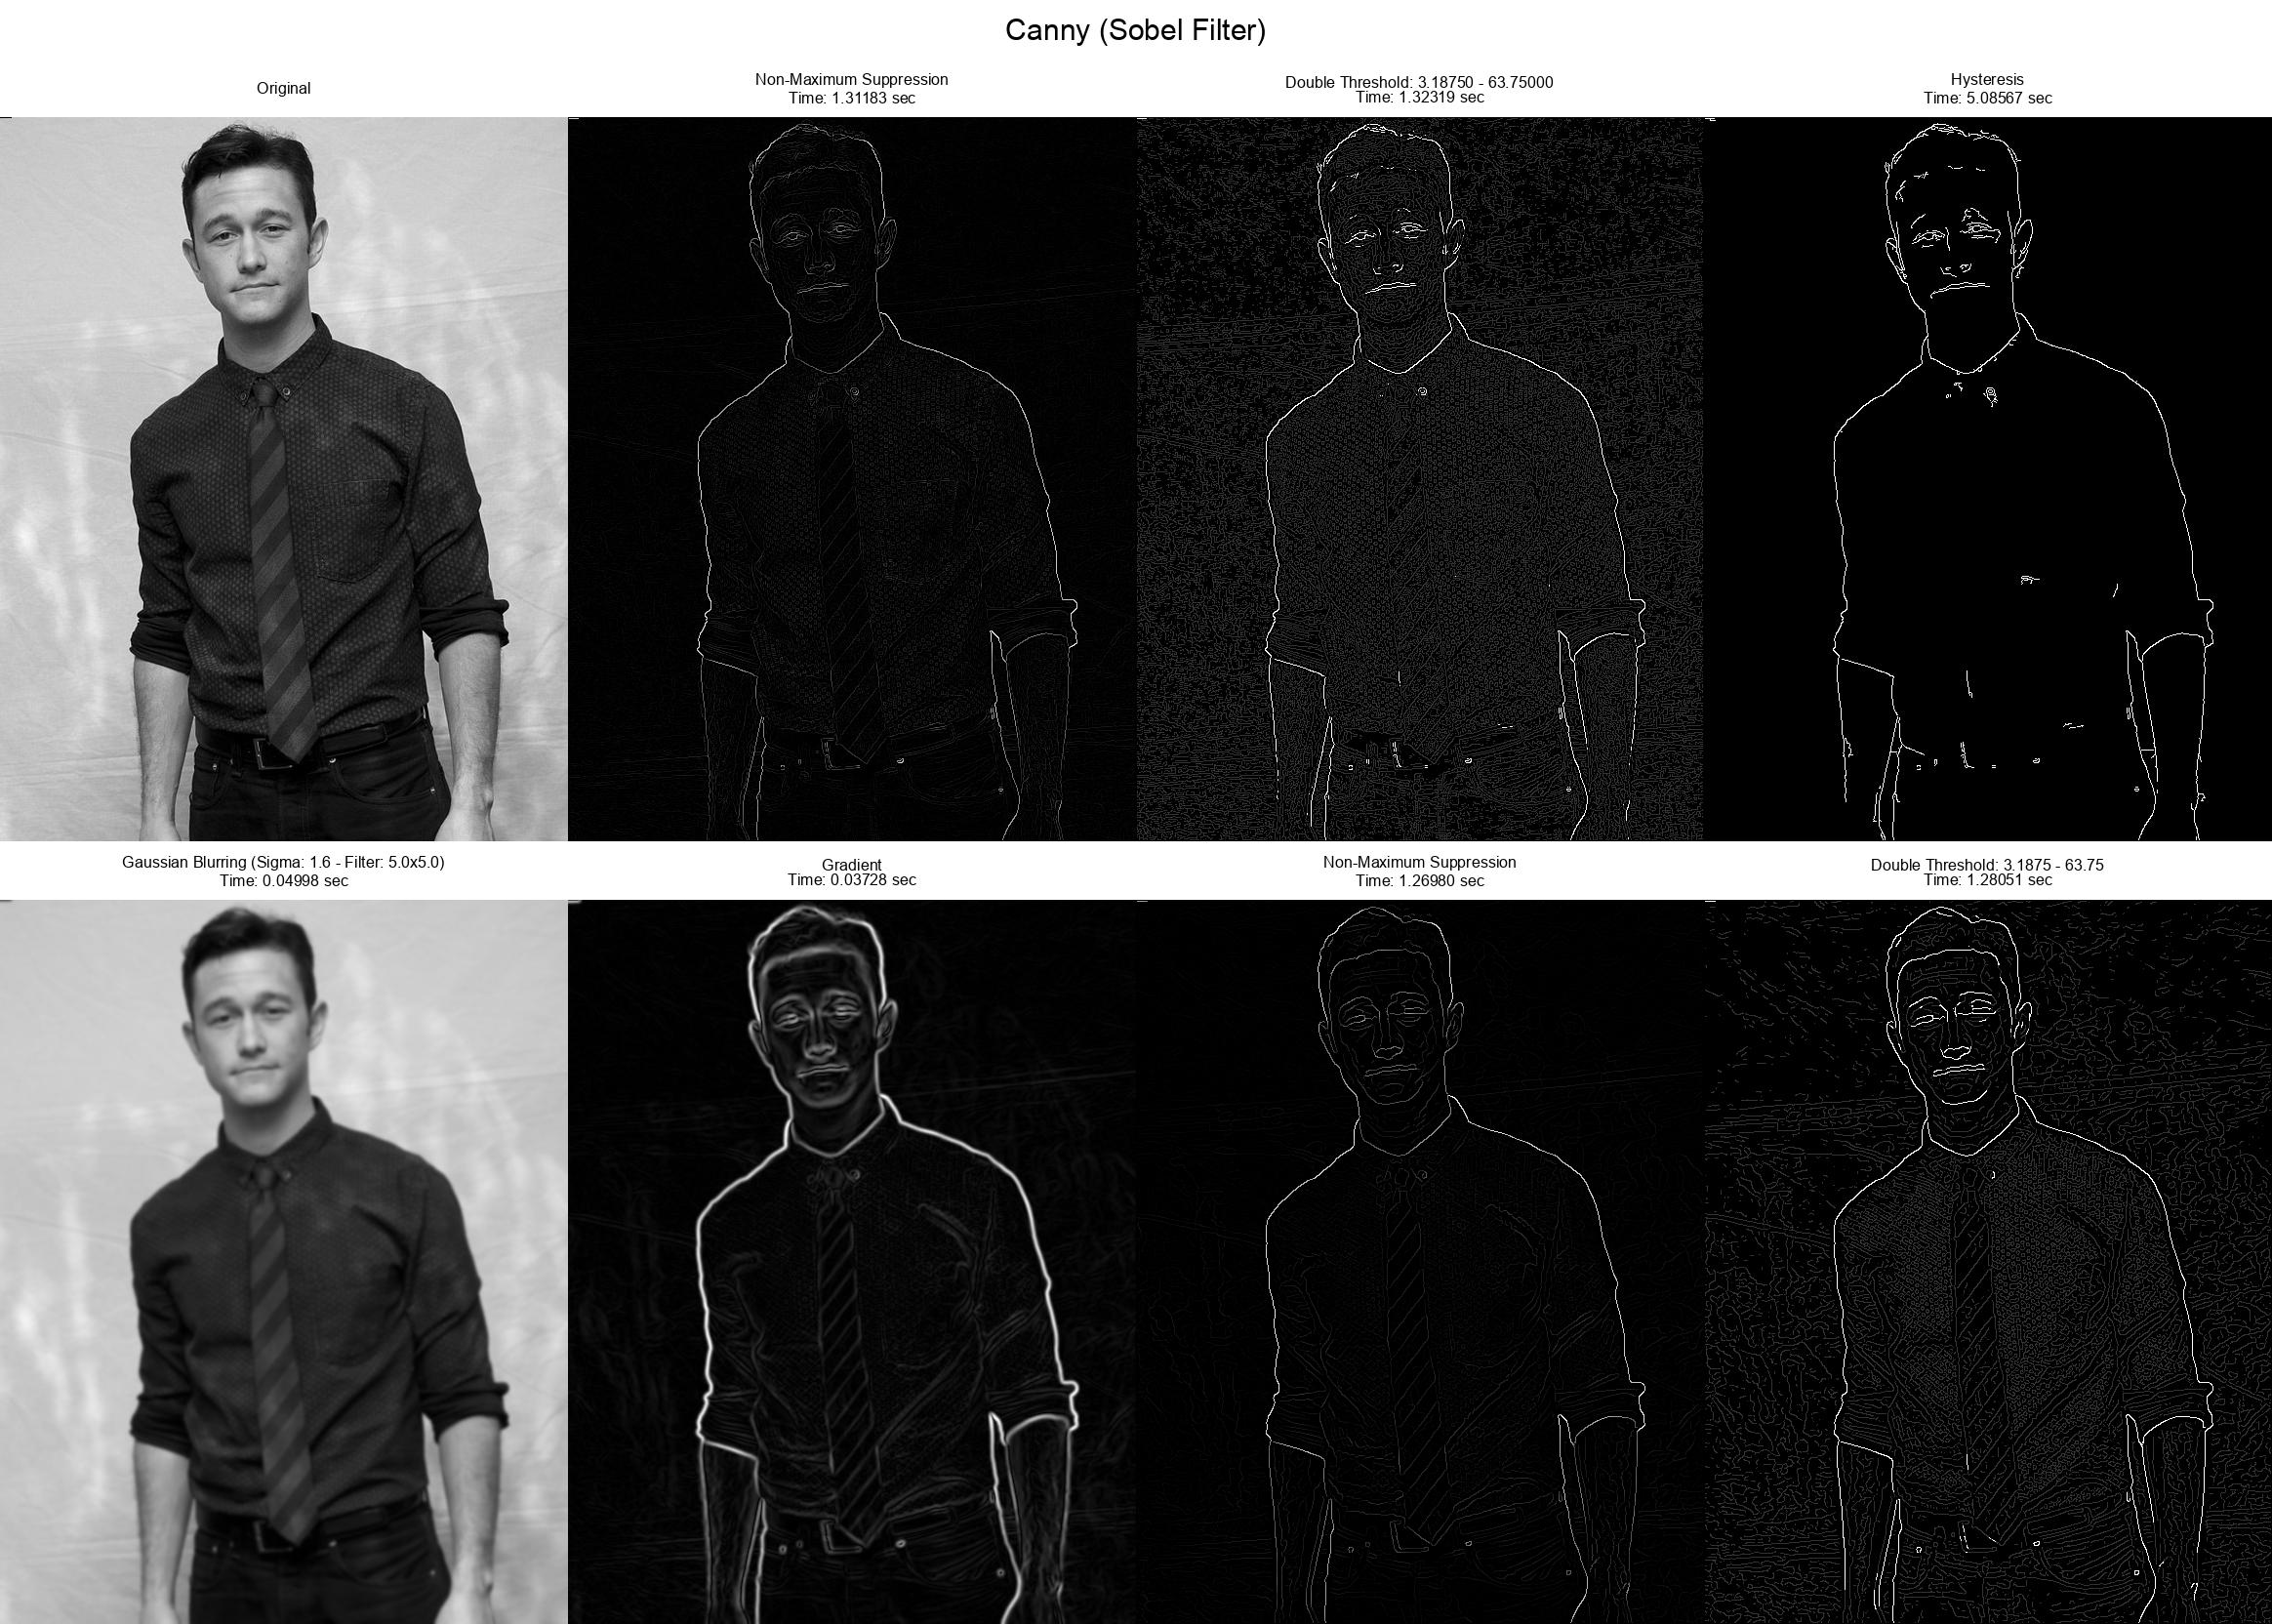 Canny (Sobel Filter)
Original
Non-Maximum Suppression
Time: 1.31183 sec
Double Threshold: 3.18750 - 63.75000
Time: 1.32319 sec
Hysteresis
Time: 5.08567 sec
Gaussian Blurring (Sigma: 1.6 - Filter: 5.0x5.0)
Time: 0.04998 sec
Gradient
Time: 0.03728 sec
Non-Maximum Suppression
Time: 1.26980 sec
Double Threshold: 3.1875 - 63.75
Time: 1.28051 sec